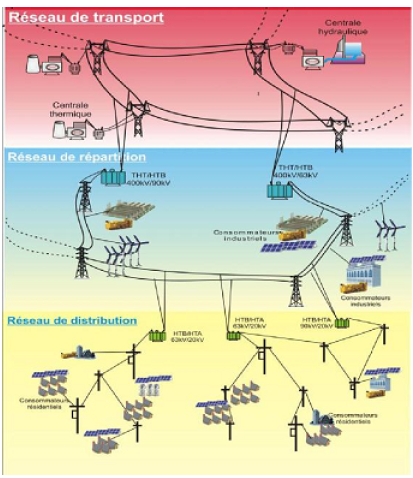 Réseau de transport
Centrale
hydraulique
Centrale
thermique
Réseau de répartition
THT/HTB
400kV/90kV
THT/HTB
400kV/63kV
Consommateurs
industriels
Consommateurs
industriels
Réseau de distribution
HTB/HTA
63kV/20kV
HTB/HTA
63kV/20kV
HTB/HTA
90kV/20kV
Consommateurs
résidentiels
Consommateurs
résidentiels